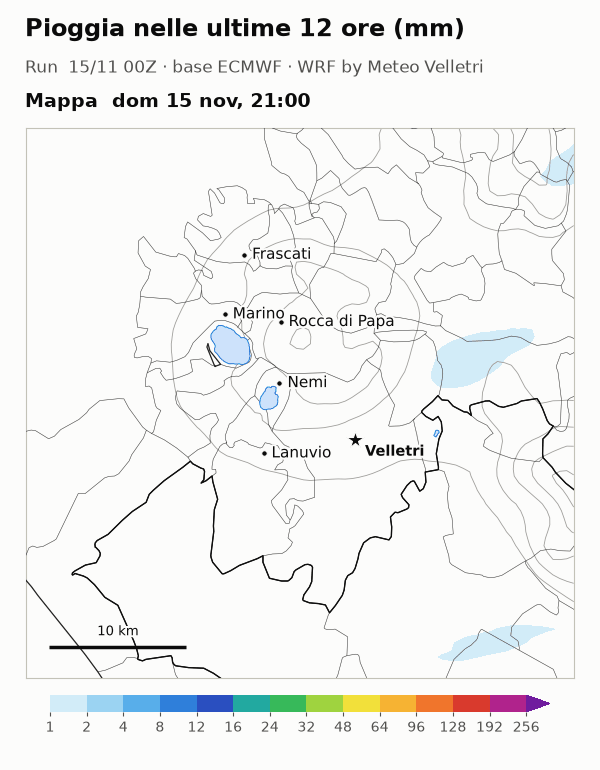 Pioggia nelle ultime 12 ore (mm)
Run  15/11 00Z · base ECMWF · WRF by Meteo Velletri
Mappa  dom 15 nov, 21:00
Frascati
Marino
Rocca di Papa
Nemi
Velletri
Lanuvio
10 km
1 2 4 8 12 16 24 32 48 64 96 128 192 256